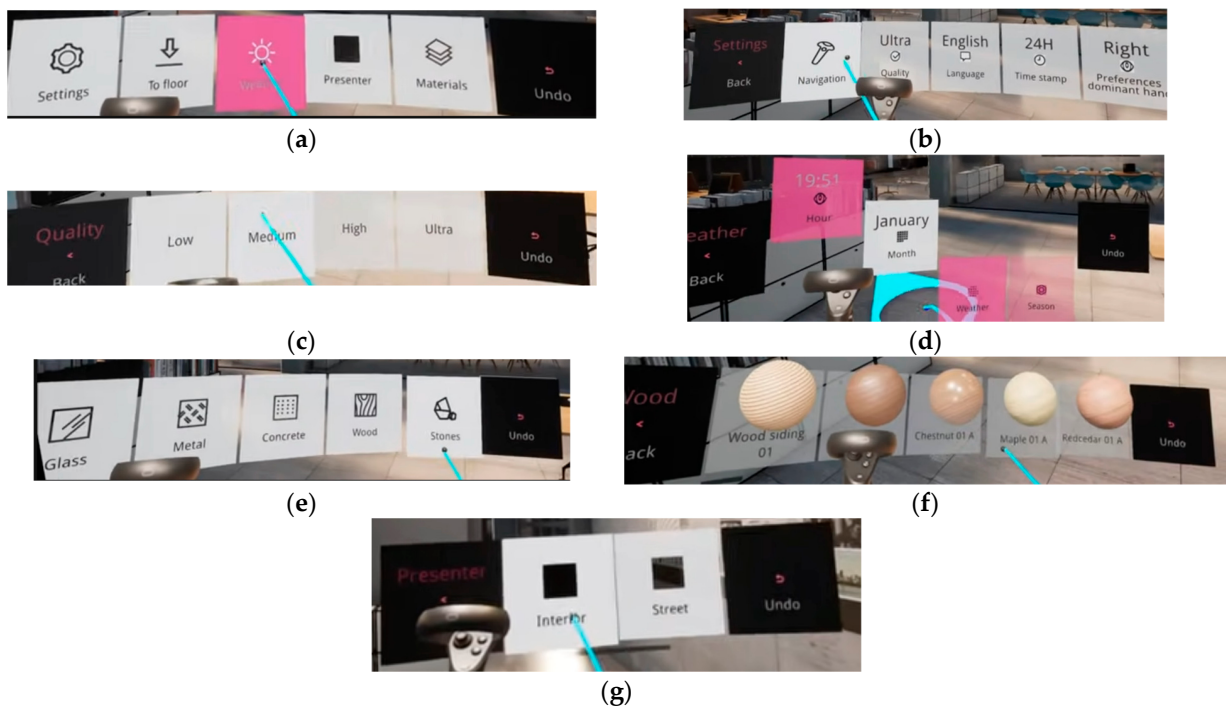 Settings
To floor
Presenter
Materials
Undo
(a)
Settings
Back
Navigation
Ultra
Quality
English
Language
24H
Time stamp
Right
Preferences
dominant hand
(b)
Quality
Back
Low
Medium
High
Ultra
Undo
(c)
eather
Back
19:51
Hour
January
Month
Weather
Season
Undo
(d)
Glass
Metal
Concrete
Wood
Stones
Undo
(e)
Wood
ack
Wood siding
01
Chestnut 01 A
Maple 01 A
Redcedar 01 A
Undo
(f)
Presenter
Interior
Street
Undo
(g)